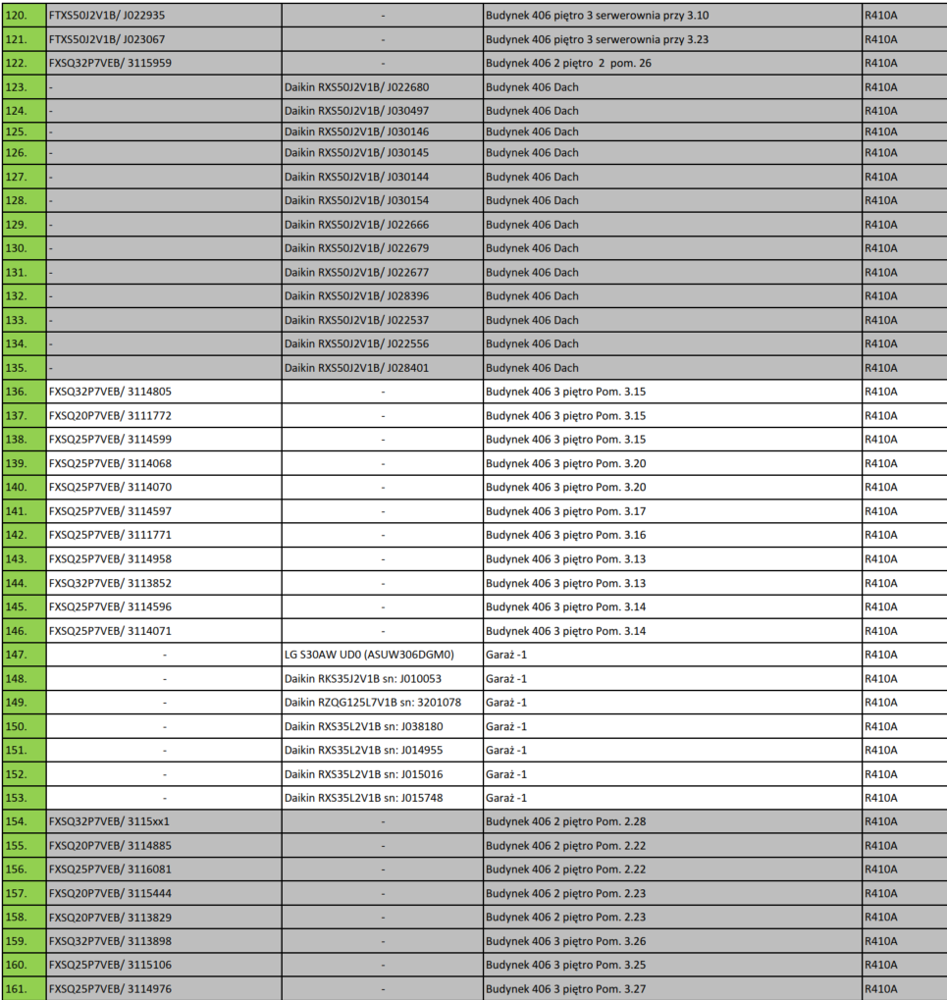 120. FTXS50J2V1B/ J022935 - Budynek 406 piętro 3 serwerownia przy 3.10 R410A
121. FTXS50J2V1B/ J023067 - Budynek 406 piętro 3 serwerownia przy 3.23 R410A
122. FXSQ32P7VEB/ 3115959 - Budynek 406 2 piętro 2 pom. 26 R410A
123. - Daikin RXS50J2V1B/ J022680 Budynek 406 Dach R410A
124. - Daikin RXS50J2V1B/ J030497 Budynek 406 Dach R410A
125. - Daikin RXS50J2V1B/ J030146 Budynek 406 Dach R410A
126. - Daikin RXS50J2V1B/ J030145 Budynek 406 Dach R410A
127. - Daikin RXS50J2V1B/ J030144 Budynek 406 Dach R410A
128. - Daikin RXS50J2V1B/ J030154 Budynek 406 Dach R410A
129. - Daikin RXS50J2V1B/ J022666 Budynek 406 Dach R410A
130. - Daikin RXS50J2V1B/ J022679 Budynek 406 Dach R410A
131. - Daikin RXS50J2V1B/ J022677 Budynek 406 Dach R410A
132. - Daikin RXS50J2V1B/ J028396 Budynek 406 Dach R410A
133. - Daikin RXS50J2V1B/ J022537 Budynek 406 Dach R410A
134. - Daikin RXS50J2V1B/ J022556 Budynek 406 Dach R410A
135. - Daikin RXS50J2V1B/ J028401 Budynek 406 Dach R410A
136. FXSQ32P7VEB/ 3114805 - Budynek 406 3 piętro Pom. 3.15 R410A
137. FXSQ20P7VEB/ 3111772 - Budynek 406 3 piętro Pom. 3.15 R410A
138. FXSQ25P7VEB/ 3114599 - Budynek 406 3 piętro Pom. 3.15 R410A
139. FXSQ25P7VEB/ 3114068 - Budynek 406 3 piętro Pom. 3.20 R410A
140. FXSQ25P7VEB/ 3114070 - Budynek 406 3 piętro Pom. 3.20 R410A
141. FXSQ25P7VEB/ 3114597 - Budynek 406 3 piętro Pom. 3.17 R410A
142. FXSQ25P7VEB/ 3111771 - Budynek 406 3 piętro Pom. 3.16 R410A
143. FXSQ25P7VEB/ 3114958 - Budynek 406 3 piętro Pom. 3.13 R410A
144. FXSQ32P7VEB/ 3113852 - Budynek 406 3 piętro Pom. 3.13 R410A
145. FXSQ25P7VEB/ 3114596 - Budynek 406 3 piętro Pom. 3.14 R410A
146. FXSQ25P7VEB/ 3114071 - Budynek 406 3 piętro Pom. 3.14 R410A
147. - LG S30AW UD0 (ASUW306DGM0) Garaż -1 R410A
148. - Daikin RKS35J2V1B sn: J010053 Garaż -1 R410A
149. - Daikin RZQG125L7V1B sn: 3201078 Garaż -1 R410A
150. - Daikin RXS35L2V1B sn: J038180 Garaż -1 R410A
151. - Daikin RXS35L2V1B sn: J014955 Garaż -1 R410A
152. - Daikin RXS35L2V1B sn: J015016 Garaż -1 R410A
153. - Daikin RXS35L2V1B sn: J015748 Garaż -1 R410A
154. FXSQ32P7VEB/ 3115xx1 - Budynek 406 2 piętro Pom. 2.28 R410A
155. FXSQ20P7VEB/ 3114885 - Budynek 406 2 piętro Pom. 2.22 R410A
156. FXSQ25P7VEB/ 3116081 - Budynek 406 2 piętro Pom. 2.22 R410A
157. FXSQ20P7VEB/ 3115444 - Budynek 406 2 piętro Pom. 2.23 R410A
158. FXSQ20P7VEB/ 3113829 - Budynek 406 2 piętro Pom. 2.23 R410A
159. FXSQ32P7VEB/ 3113898 - Budynek 406 3 piętro Pom. 3.26 R410A
160. FXSQ25P7VEB/ 3115106 - Budynek 406 3 piętro Pom. 3.25 R410A
161. FXSQ25P7VEB/ 3114976 - Budynek 406 3 piętro Pom. 3.27 R410A